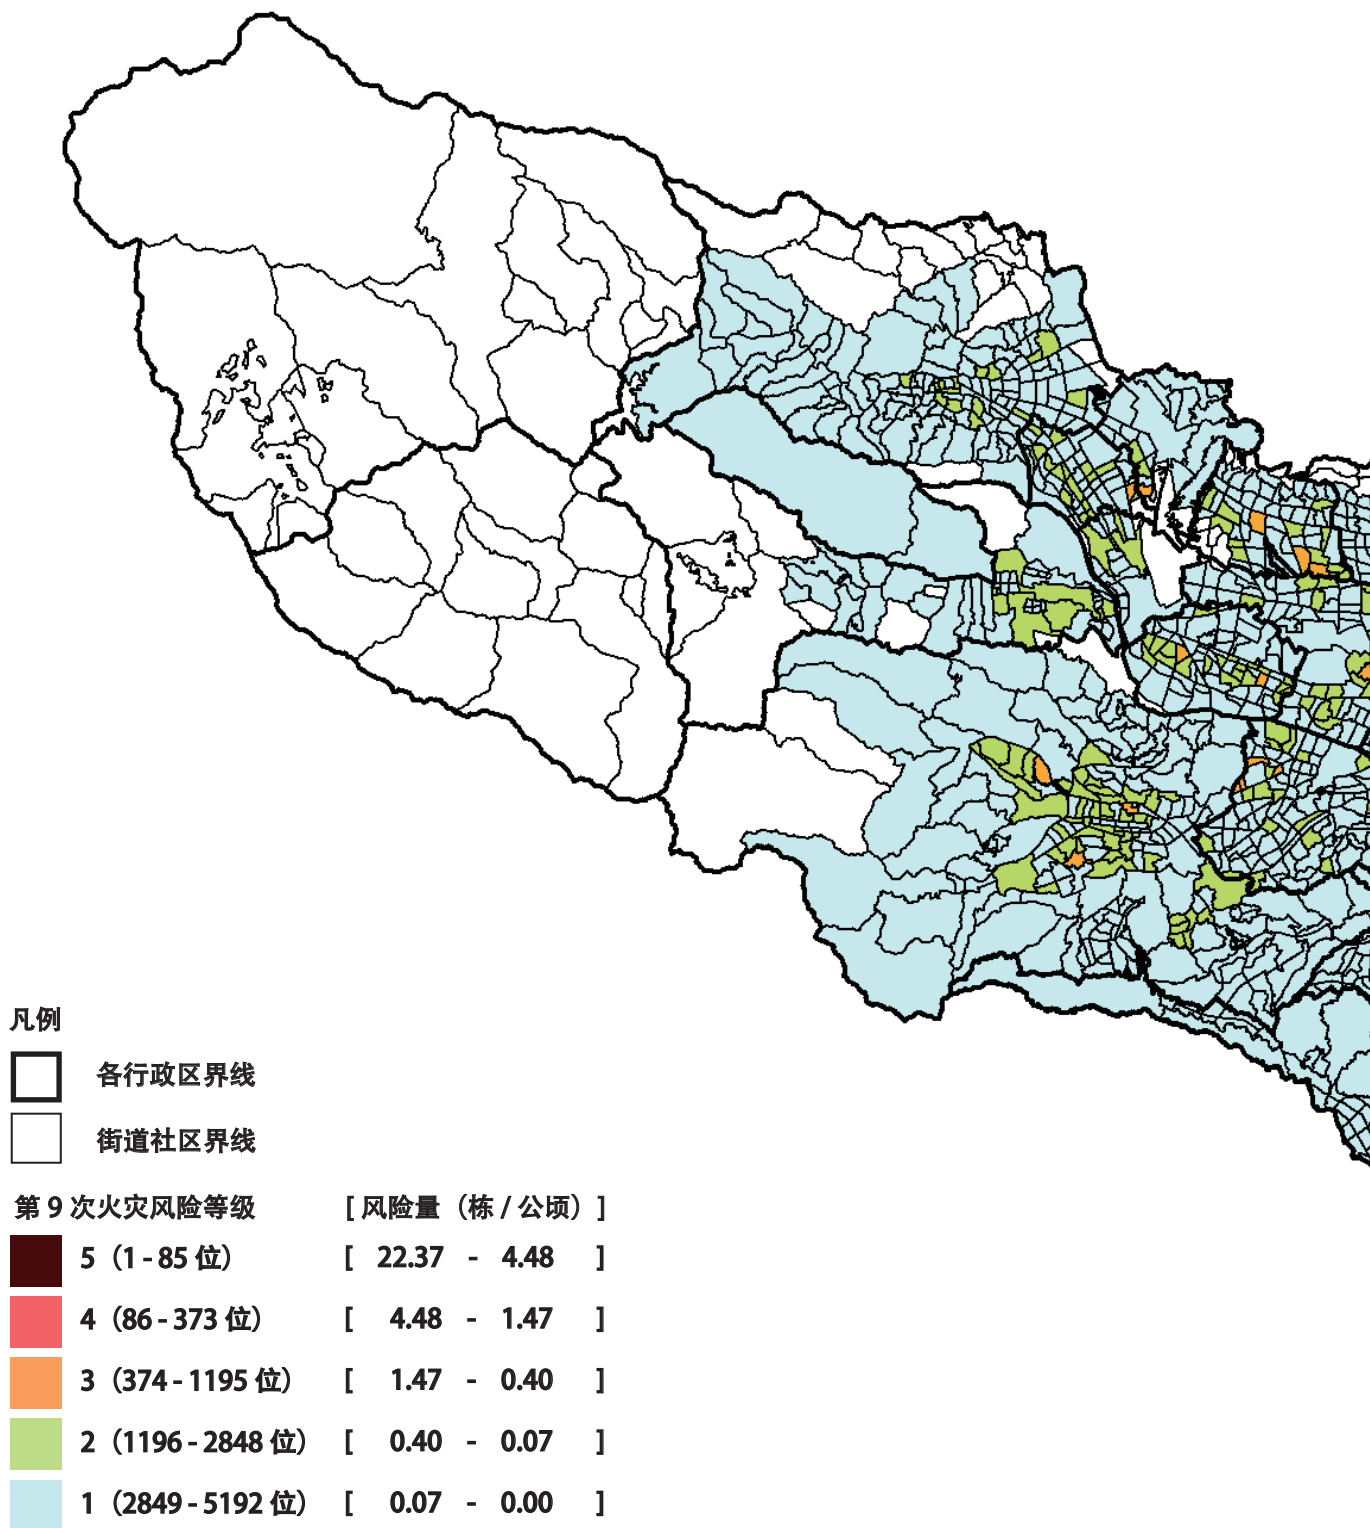 凡例
各行政区界线
街道社区界线
第 9 次火灾风险等级 [ 风险量（栋 / 公顷）]
5（1 - 85 位） [ 22.37 - 4.48 ]
4（86 - 373 位） [ 4.48 - 1.47 ]
3（374 - 1195 位） [ 1.47 - 0.40 ]
2（1196 - 2848 位） [ 0.40 - 0.07 ]
1（2849 - 5192 位） [ 0.07 - 0.00 ]